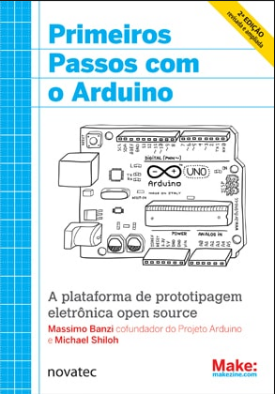 2ª EDIÇÃO
revisada e ampliada
Primeiros
Passos com
o Arduino
DIGITAL (PWM~)
UNO
Arduino
POWER
ANALOG IN
A plataforma de prototipagem
eletrônica open source
Massimo Banzi cofundador do Projeto Arduino
e Michael Shiloh
novatec
Make:
makezine.com